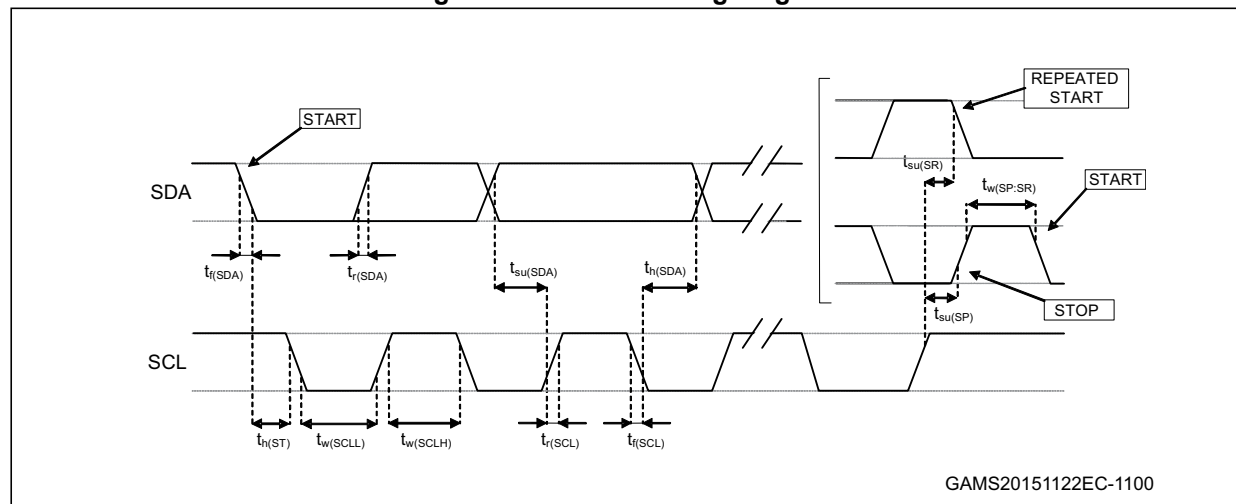 REPEATED
START
START
t_su(SR)
t_w(SP:SR)
START
SDA
t_f(SDA)
t_r(SDA)
t_su(SDA)
t_h(SDA)
t_su(SP)
STOP
SCL
t_h(ST)
t_w(SCLL)
t_w(SCLH)
t_r(SCL)
t_f(SCL)
GAMS20151122EC-1100